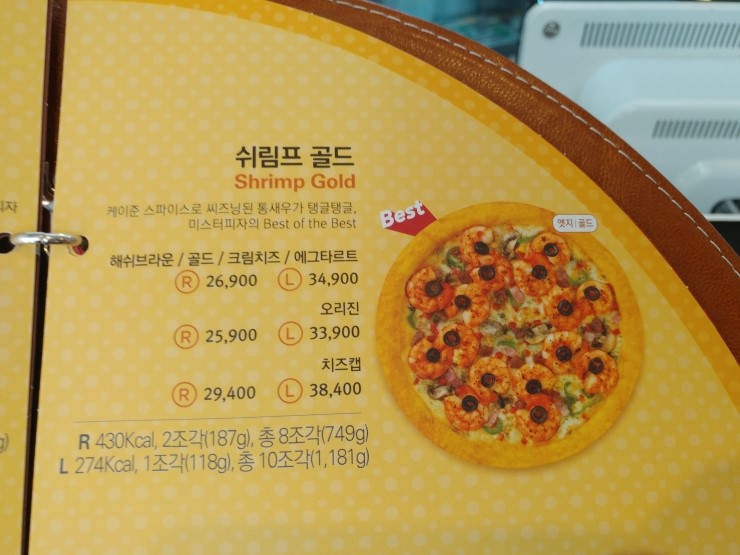 쉬림프 골드
Shrimp Gold
케이준 스파이스로 씨즈닝된 통새우가 탱글탱글,
미스터피자의 Best of the Best
Best
엣지 골드
해쉬브라운 / 골드 / 크림치즈 / 에그타르트
R 26,900 L 34,900
오리진
R 25,900 L 33,900
치즈캡
R 29,400 L 38,400
R 430Kcal, 2조각(187g), 총 8조각(749g)
L 274Kcal, 1조각(118g), 총 10조각(1,181g)